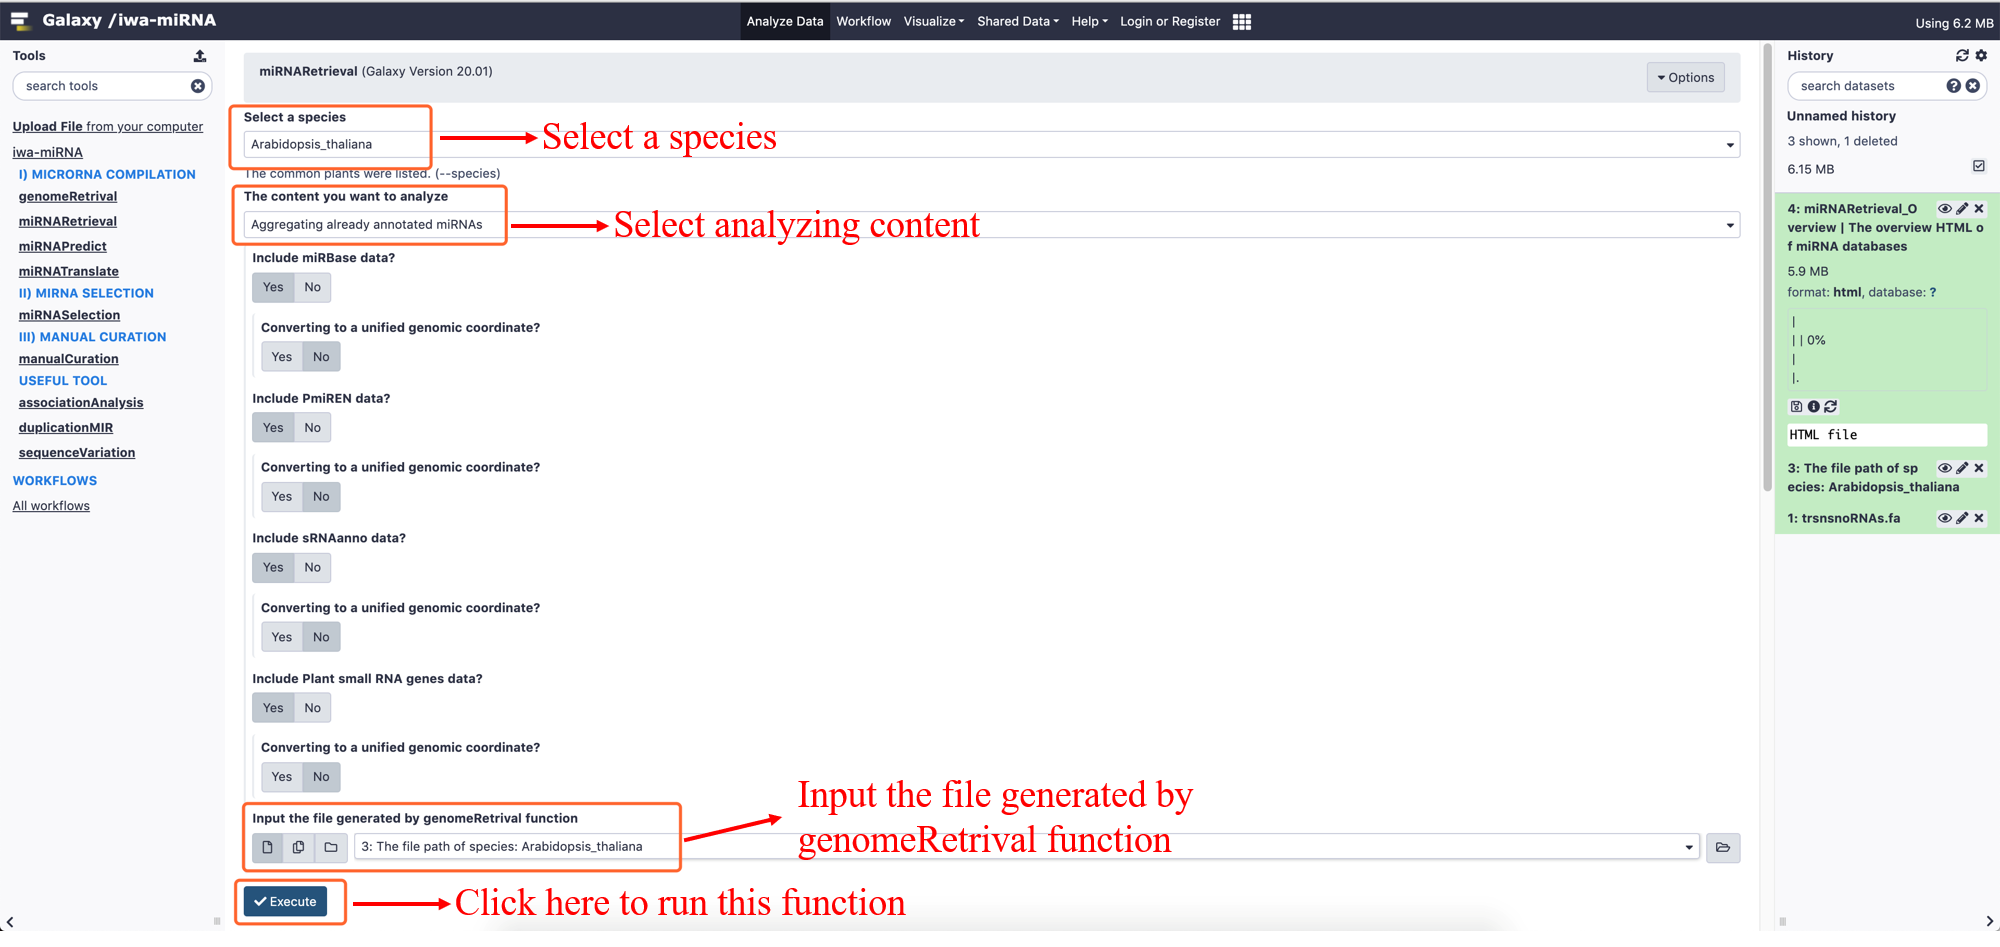 Galaxy /iwa-miRNA
Analyze Data Workflow Visualize Shared Data Help Login or Register
Using 6.2 MB
Tools
search tools
Upload File from your computer
iwa-miRNA
I) MICRORNA COMPILATION
genomeRetrival
miRNARetrieval
miRNAPredict
miRNATranslate
II) MIRNA SELECTION
miRNASelection
III) MANUAL CURATION
manualCuration
USEFUL TOOL
associationAnalysis
duplicationMIR
sequenceVariation
WORKFLOWS
All workflows
miRNARetrieval (Galaxy Version 20.01)
Options
Select a species
Arabidopsis_thaliana
Select a species
The common plants were listed. (--species)
The content you want to analyze
Aggregating already annotated miRNAs
Select analyzing content
Include miRBase data?
Yes No
Converting to a unified genomic coordinate?
Yes No
Include PmiREN data?
Yes No
Converting to a unified genomic coordinate?
Yes No
Include sRNAanno data?
Yes No
Converting to a unified genomic coordinate?
Yes No
Include Plant small RNA genes data?
Yes No
Converting to a unified genomic coordinate?
Yes No
Input the file generated by genomeRetrival function
3: The file path of species: Arabidopsis_thaliana
Input the file generated by
genomeRetrival function
Execute
Click here to run this function
History
search datasets
Unnamed history
3 shown, 1 deleted
6.15 MB
4: miRNARetrieval_O
verview | The overview HTML o
f miRNA databases
5.9 MB
format: html, database: ?
|
| | 0%
|
|.
HTML file
3: The file path of sp
ecies: Arabidopsis_thaliana
1: trsnsnoRNAs.fa